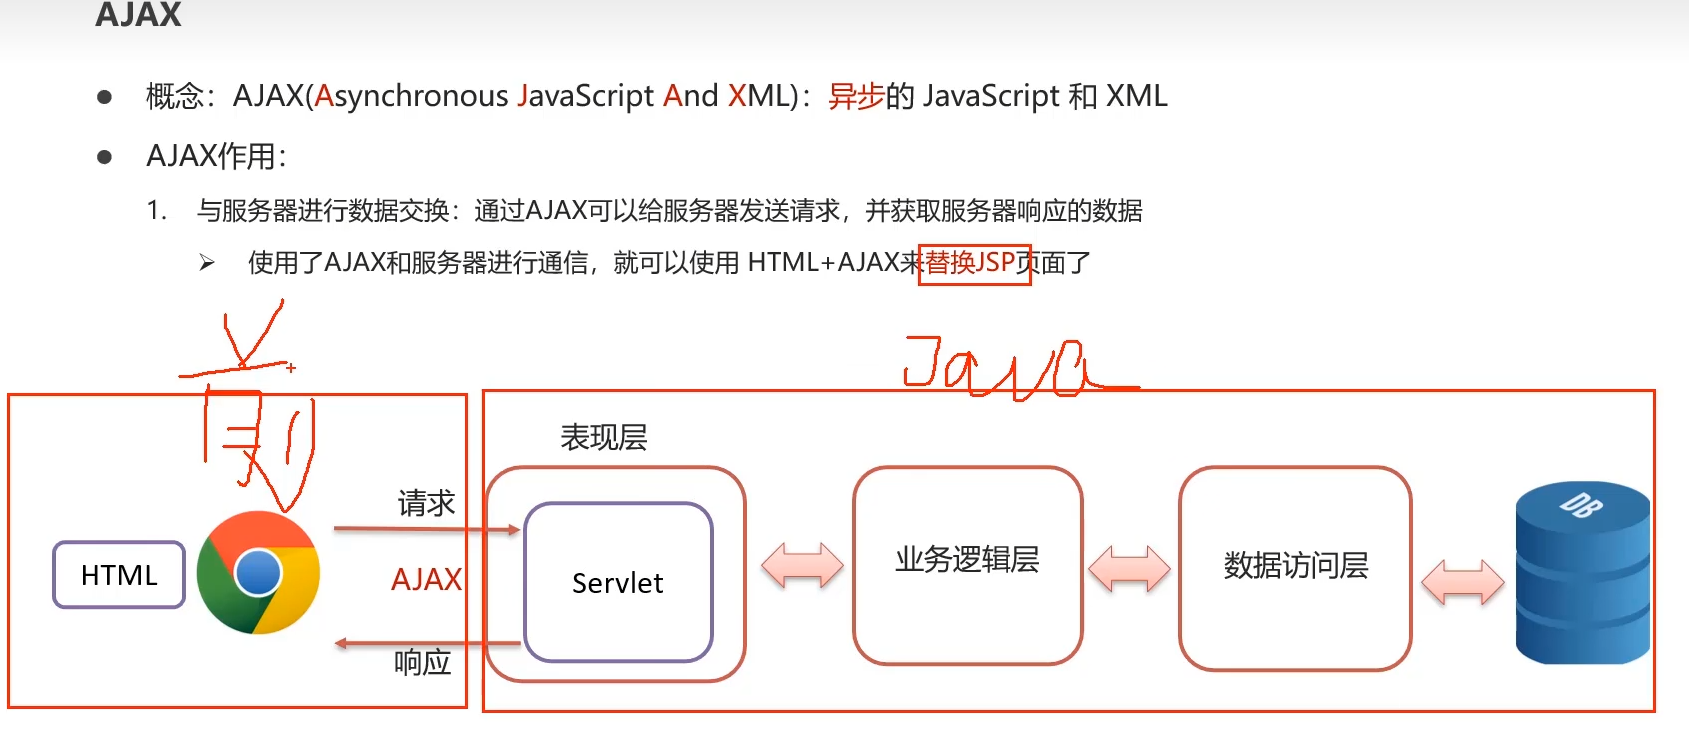 AJAX
● 概念：AJAX(Asynchronous JavaScript And XML)：异步的 JavaScript 和 XML
● AJAX作用：
1. 与服务器进行数据交换：通过AJAX可以给服务器发送请求，并获取服务器响应的数据
➢ 使用了AJAX和服务器进行通信，就可以使用 HTML+AJAX来替换JSP页面了
前
Java
表现层
请求
HTML
AJAX
Servlet
业务逻辑层
数据访问层
DB
响应